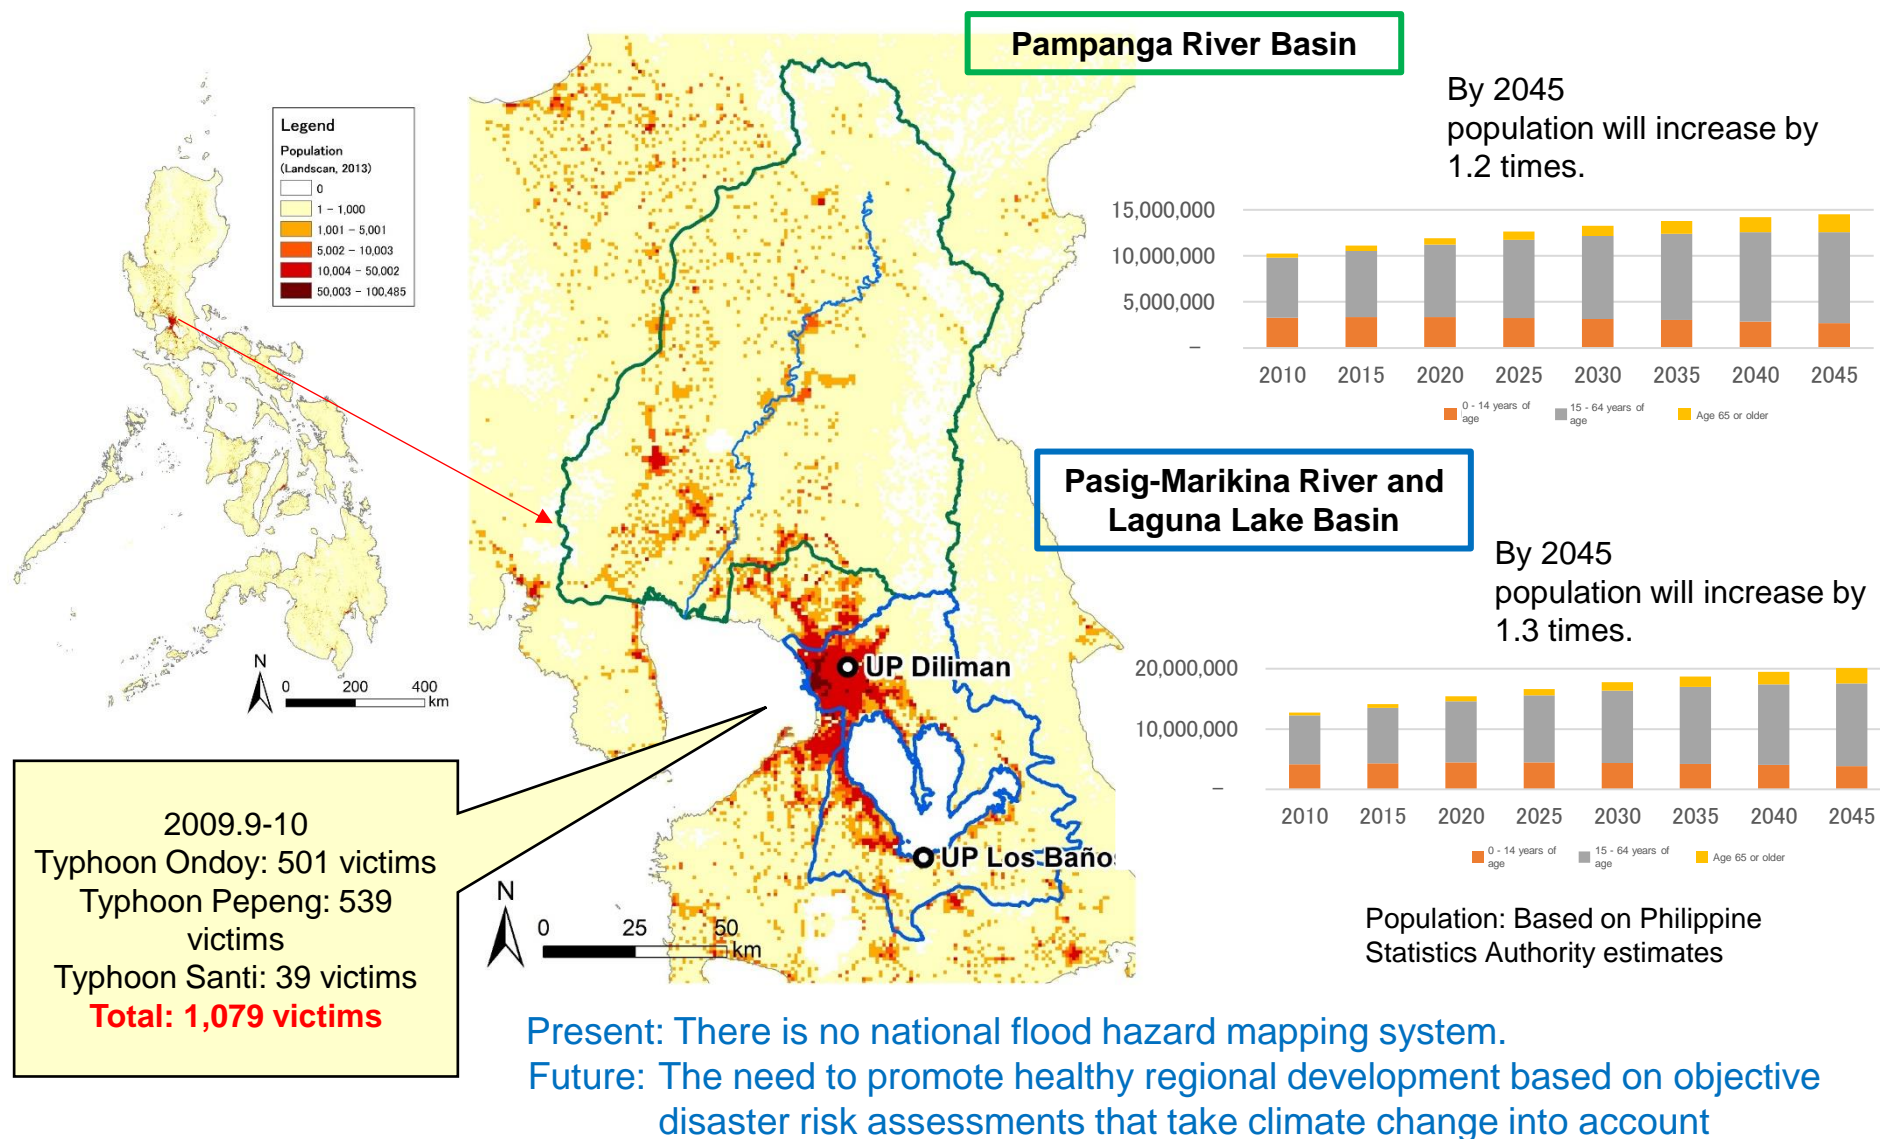 Pampanga River Basin
By 2045
population will increase by
1.2 times.
Legend
Population
(Landscan, 2013)
0
1 - 1,000
1,001 - 5,001
5,002 - 10,003
10,004 - 50,002
50,003 - 100,485
15,000,000
10,000,000
5,000,000
-
2010 2015 2020 2025 2030 2035 2040 2045
0 - 14 years of age
15 - 64 years of age
Age 65 or older
Pasig-Marikina River and
Laguna Lake Basin
By 2045
population will increase by
1.3 times.
20,000,000
10,000,000
-
2010 2015 2020 2025 2030 2035 2040 2045
0 - 14 years of age
15 - 64 years of age
Age 65 or older
Population: Based on Philippine
Statistics Authority estimates
UP Diliman
UP Los Baños
N
0 200 400
km
N
0 25 50
km
2009.9-10
Typhoon Ondoy: 501 victims
Typhoon Pepeng: 539
victims
Typhoon Santi: 39 victims
Total: 1,079 victims
Present: There is no national flood hazard mapping system.
Future: The need to promote healthy regional development based on objective
disaster risk assessments that take climate change into account